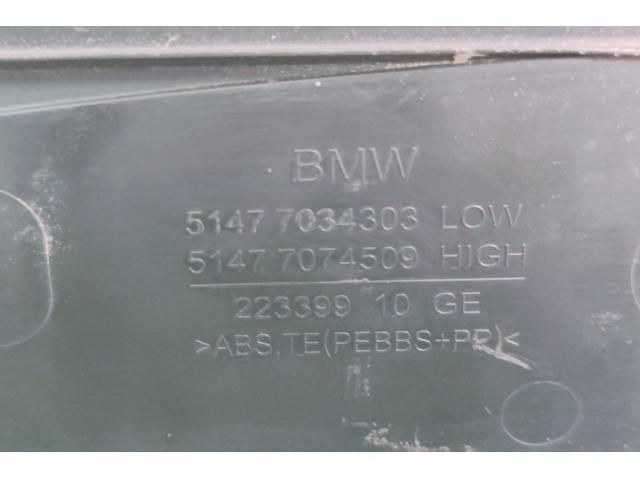 BMW
5147 7034303 LOW
5147 7074509 HIGH
223399 10 GE
>ABS.TE(PEBBS+PP)<